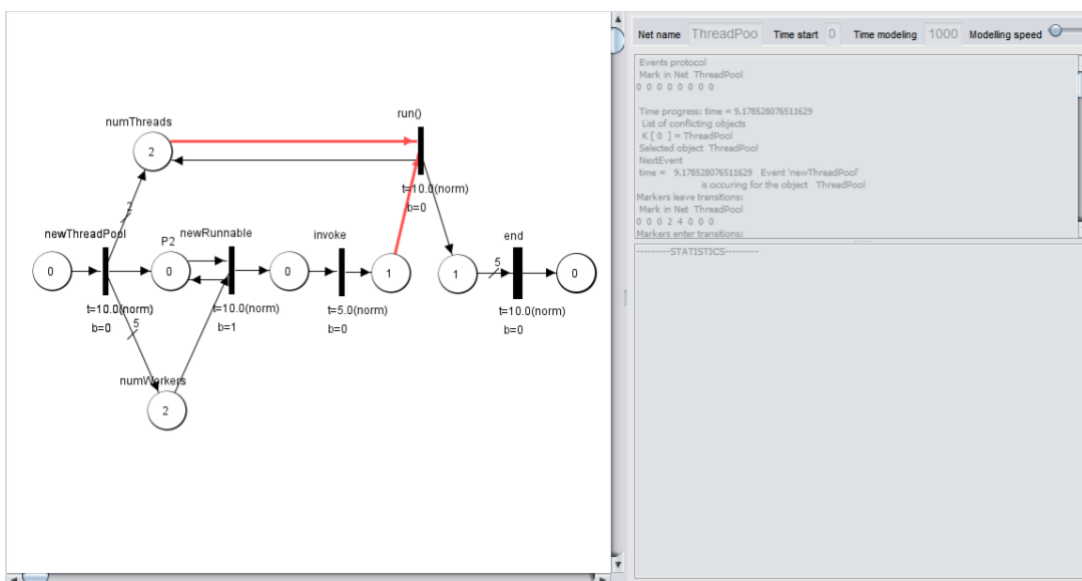 Net name ThreadPoo Time start 0 Time modeling 1000 Modelling speed
Events protocol
Mark in Net ThreadPool
0 0 0 0 0 0 0 0
Time progress: time = 9.178528076511629
List of conflicting objects
K [ 0 ] = ThreadPool
Selected object ThreadPool
NextEvent
time = 9.178528076511629 Event 'newThreadPool'
is occuring for the object ThreadPool
Markers leave transitions:
Mark in Net ThreadPool
0 0 0 2 4 0 0 0
Markers enter transitions:
---------STATISTICS---------
run()
numThreads
2
t=10.0(norm)
b=0
2
newThreadPool
P2
newRunnable
invoke
end
0
0
0
1
1
5
0
t=10.0(norm)
b=0
5
t=10.0(norm)
b=1
t=5.0(norm)
b=0
t=10.0(norm)
b=0
numWorkers
2